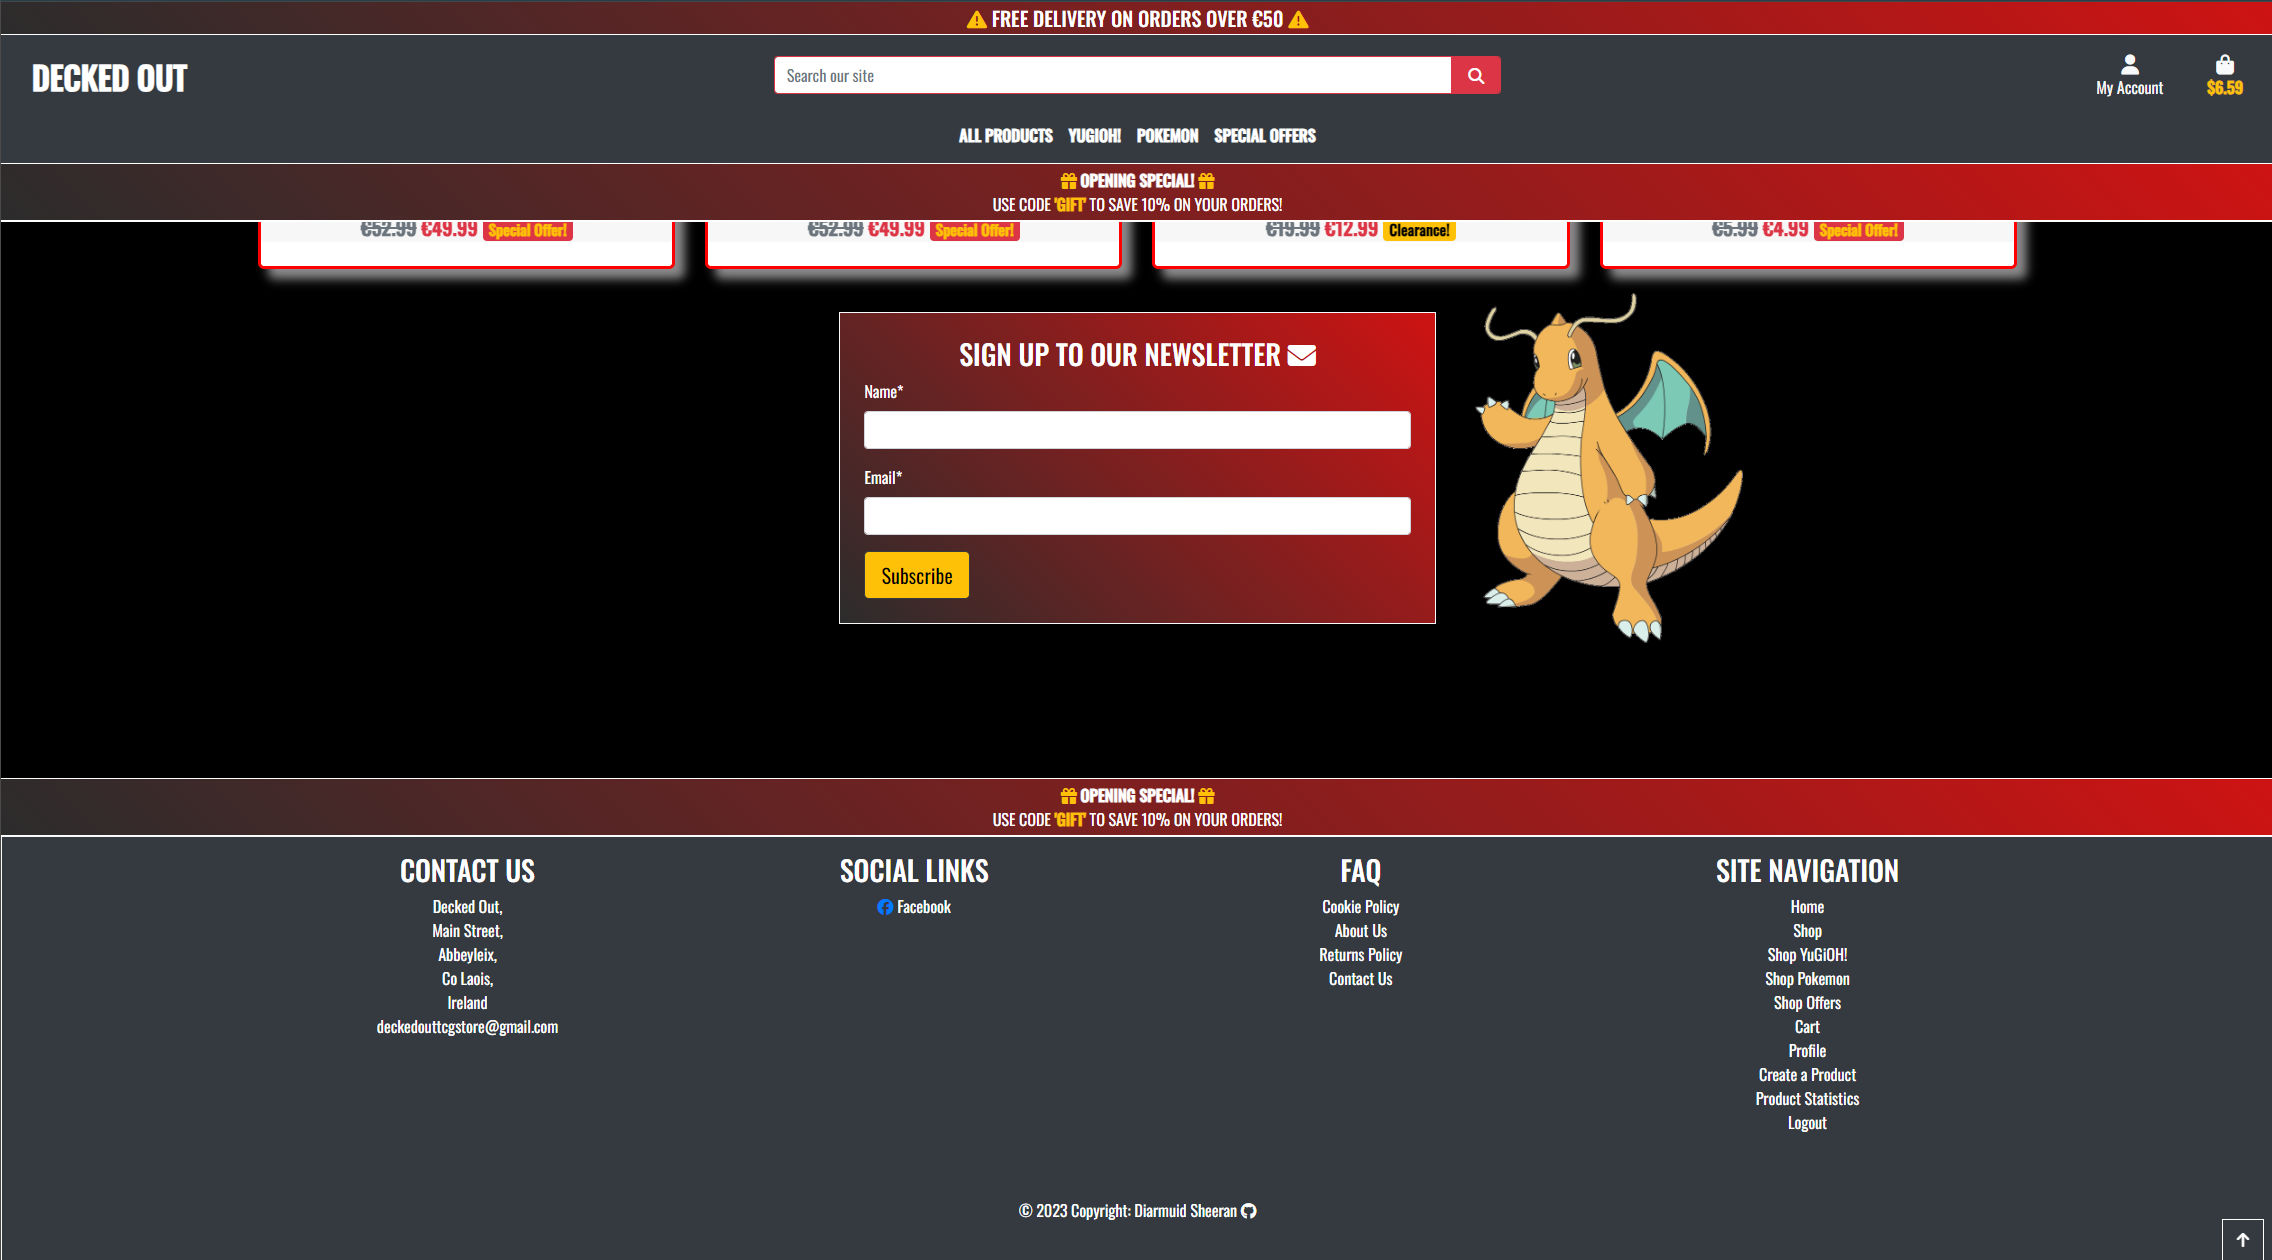 FREE DELIVERY ON ORDERS OVER €50
DECKED OUT
Search our site
My Account
$6.59
ALL PRODUCTS YUGIOH! POKEMON SPECIAL OFFERS
OPENING SPECIAL!
USE CODE 'GIFT' TO SAVE 10% ON YOUR ORDERS!
€52.99 €49.99 Special Offer!
€52.99 €49.99 Special Offer!
€19.99 €12.99 Clearance!
€5.99 €4.99 Special Offer!
SIGN UP TO OUR NEWSLETTER
Name*
Email*
Subscribe
OPENING SPECIAL!
USE CODE 'GIFT' TO SAVE 10% ON YOUR ORDERS!
CONTACT US
Decked Out,
Main Street,
Abbeyleix,
Co Laois,
Ireland
deckedouttcgstore@gmail.com
SOCIAL LINKS
Facebook
FAQ
Cookie Policy
About Us
Returns Policy
Contact Us
SITE NAVIGATION
Home
Shop
Shop YuGiOH!
Shop Pokemon
Shop Offers
Cart
Profile
Create a Product
Product Statistics
Logout
© 2023 Copyright: Diarmuid Sheeran